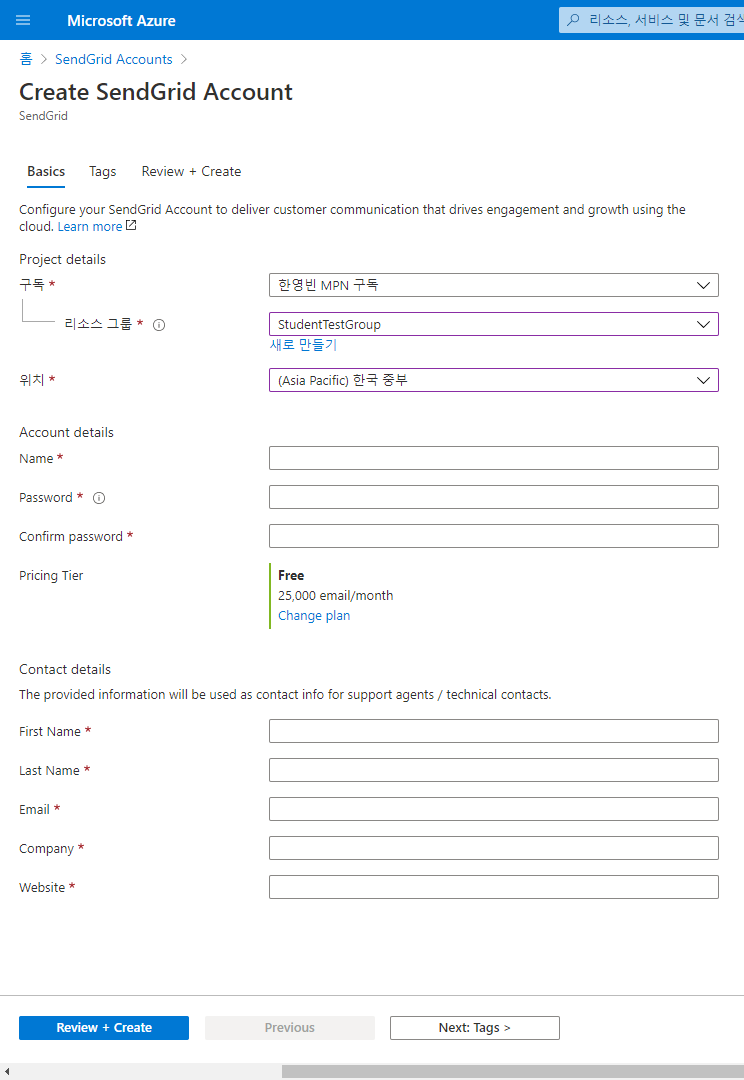 Microsoft Azure
리소스, 서비스 및 문서 검색
홈 > SendGrid Accounts >
Create SendGrid Account
SendGrid
Basics Tags Review + Create
Configure your SendGrid Account to deliver customer communication that drives engagement and growth using the
cloud. Learn more
Project details
구독 * 한영빈 MPN 구독
리소스 그룹 * StudentTestGroup
새로 만들기
위치 * (Asia Pacific) 한국 중부
Account details
Name *
Password *
Confirm password *
Pricing Tier Free
25,000 email/month
Change plan
Contact details
The provided information will be used as contact info for support agents / technical contacts.
First Name *
Last Name *
Email *
Company *
Website *
Review + Create Previous Next: Tags >